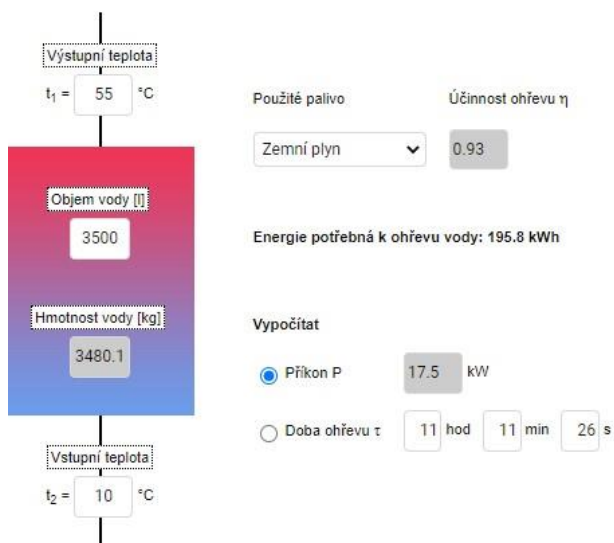 Výstupní teplota
t1 = 55 °C
Objem vody [l]
3500
Hmotnost vody [kg]
3480.1
Vstupní teplota
t2 = 10 °C
Použité palivo Účinnost ohřevu η
Zemní plyn 0.93
Energie potřebná k ohřevu vody: 195.8 kWh
Vypočítat
Příkon P 17.5 kW
Doba ohřevu τ 11 hod 11 min 26 s